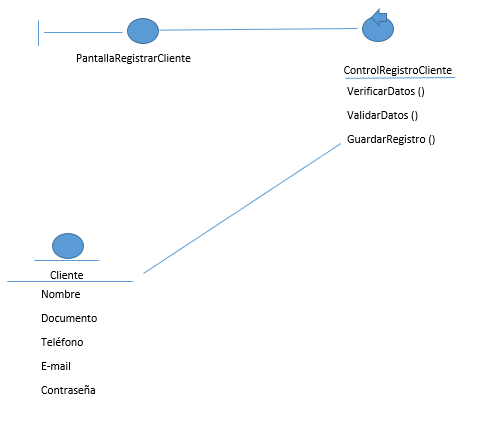 PantallaRegistrarCliente
ControlRegistroCliente
VerificarDatos ()
ValidarDatos ()
GuardarRegistro ()
Cliente
Nombre
Documento
Teléfono
E-mail
Contraseña